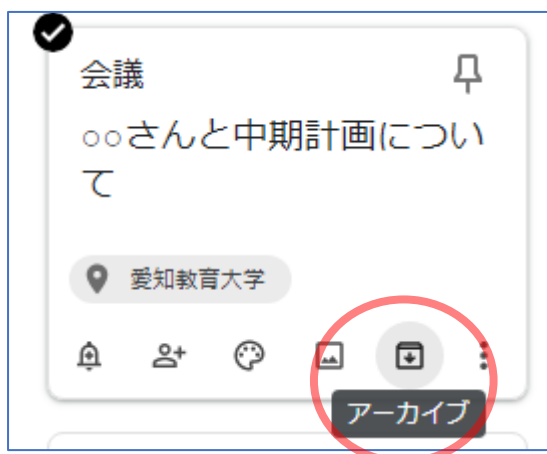 会議
○○さんと中期計画につい
て
愛知教育大学
アーカイブ